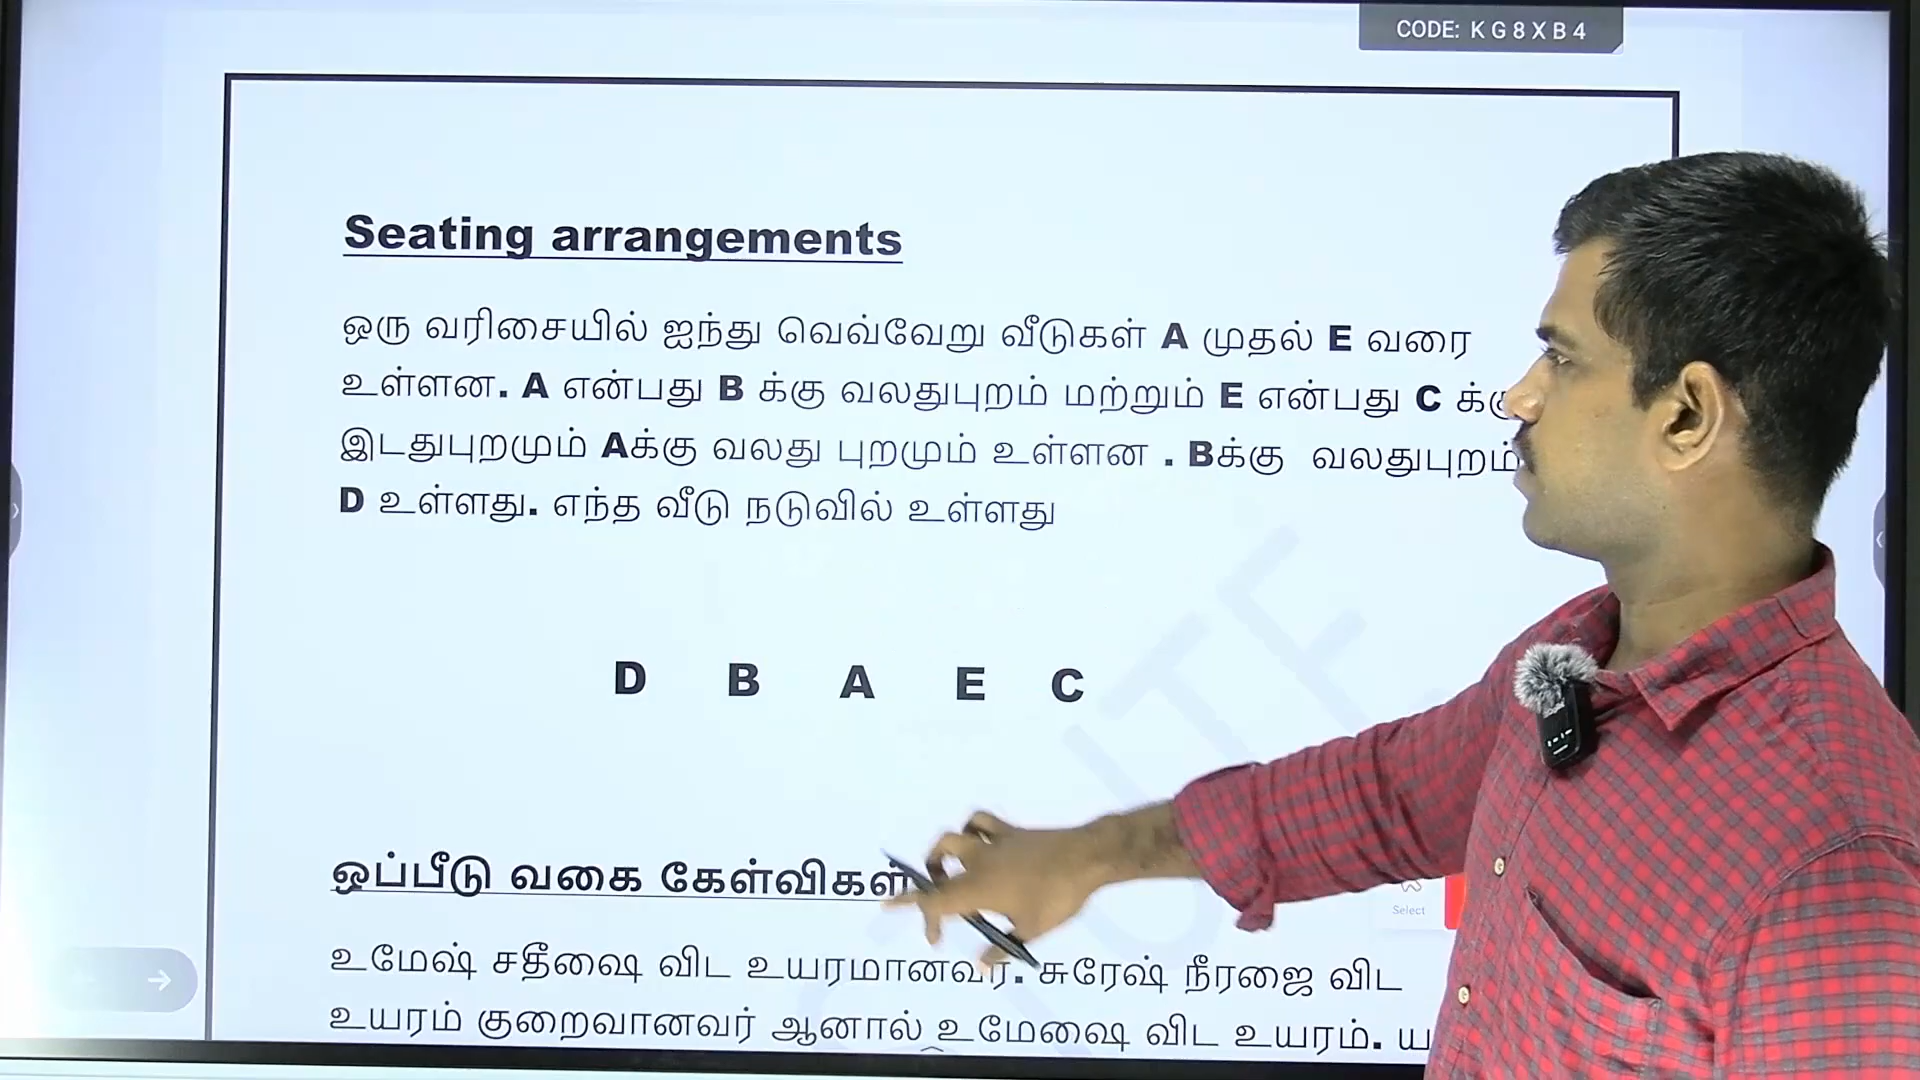 CODE: KG8XB4
Seating arrangements
ஒரு வரிசையில் ஐந்து வெவ்வேறு வீடுகள் A முதல் E வரை
உள்ளன. A என்பது B க்கு வலதுபுறம் மற்றும் E என்பது C க்கு
இடதுபுறமும் Aக்கு வலது புறமும் உள்ளன . Bக்கு வலதுபுறம்
D உள்ளது. எந்த வீடு நடுவில் உள்ளது
D B A E C
ஒப்பீடு வகை கேள்விகள்
Select
உமேஷ் சதீஷை விட உயரமானவர். சுரேஷ் நீரஜை விட
உயரம் குறைவானவர் ஆனால் உமேஷை விட உயரம்.